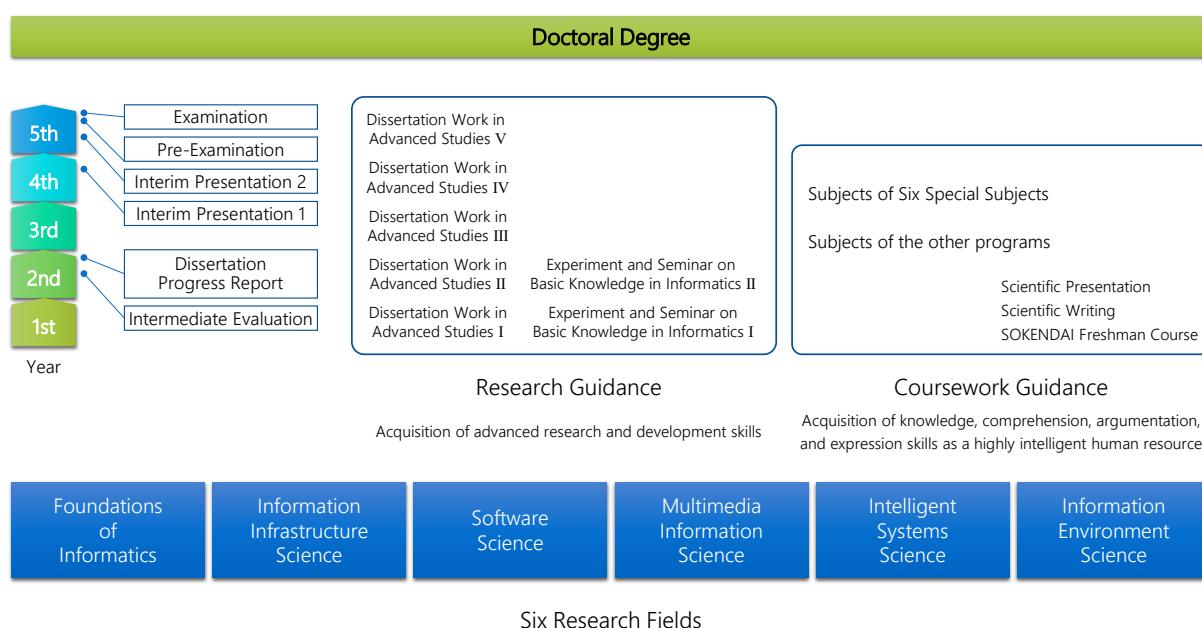 Doctoral Degree
5th
4th
3rd
2nd
1st
Year
Examination
Pre-Examination
Interim Presentation 2
Interim Presentation 1
Dissertation
Progress Report
Intermediate Evaluation
Dissertation Work in
Advanced Studies V
Dissertation Work in
Advanced Studies IV
Dissertation Work in
Advanced Studies III
Dissertation Work in
Advanced Studies II
Experiment and Seminar on
Basic Knowledge in Informatics II
Dissertation Work in
Advanced Studies I
Experiment and Seminar on
Basic Knowledge in Informatics I
Research Guidance
Acquisition of advanced research and development skills
Subjects of Six Special Subjects
Subjects of the other programs
Scientific Presentation
Scientific Writing
SOKENDAI Freshman Course
Coursework Guidance
Acquisition of knowledge, comprehension, argumentation,
and expression skills as a highly intelligent human resource
Foundations
of
Informatics
Information
Infrastructure
Science
Software
Science
Multimedia
Information
Science
Intelligent
Systems
Science
Information
Environment
Science
Six Research Fields